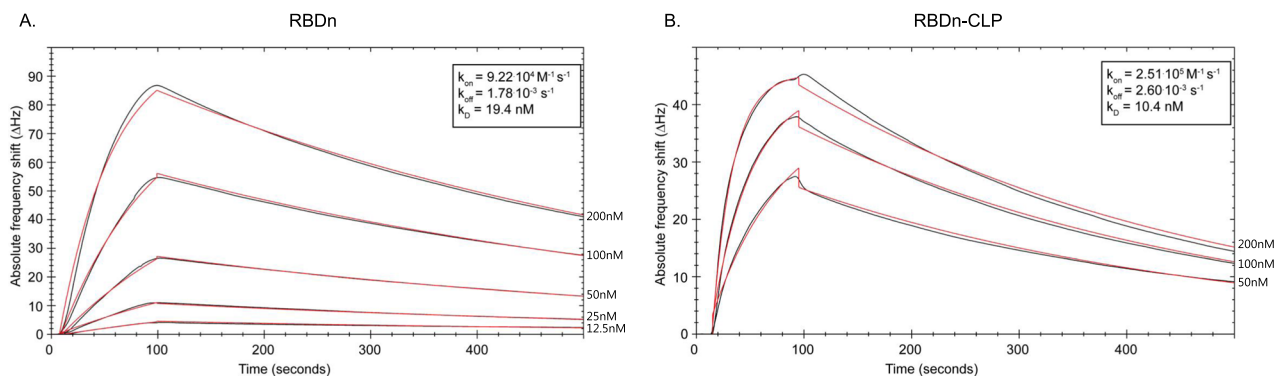 A.
RBDn
Absolute frequency shift (ΔHz)
90
80
70
60
50
40
30
20
10
0
k_on = 9.22·10⁴ M⁻¹ s⁻¹
k_off = 1.78·10⁻³ s⁻¹
k_D = 19.4 nM
200nM
100nM
50nM
25nM
12.5nM
0 100 200 300 400
Time (seconds)
B.
RBDn-CLP
Absolute frequency shift (ΔHz)
40
30
20
10
0
k_on = 2.51·10⁵ M⁻¹ s⁻¹
k_off = 2.60·10⁻³ s⁻¹
k_D = 10.4 nM
200nM
100nM
50nM
0 100 200 300 400
Time (seconds)